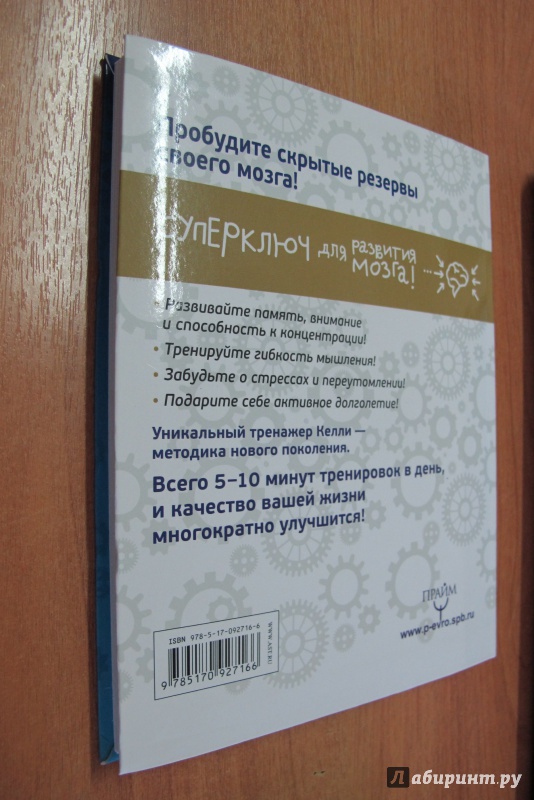 Пробудите скрытые резервы
своего мозга!
СУПЕРКЛЮЧ для РАЗВИТИЯ
МОЗГА!
• Развивайте память, внимание
и способность к концентрации!
• Тренируйте гибкость мышления!
• Забудьте о стрессах и переутомлении!
• Подарите себе активное долголетие!
Уникальный тренажер Келли —
методика нового поколения.
Всего 5–10 минут тренировок в день,
и качество вашей жизни
многократно улучшится!
ПРАЙМ
www.p-evro.spb.ru
ISBN 978-5-17-092716-6
9 785170 927166
WWW.AST.RU
Лабиринт.ру